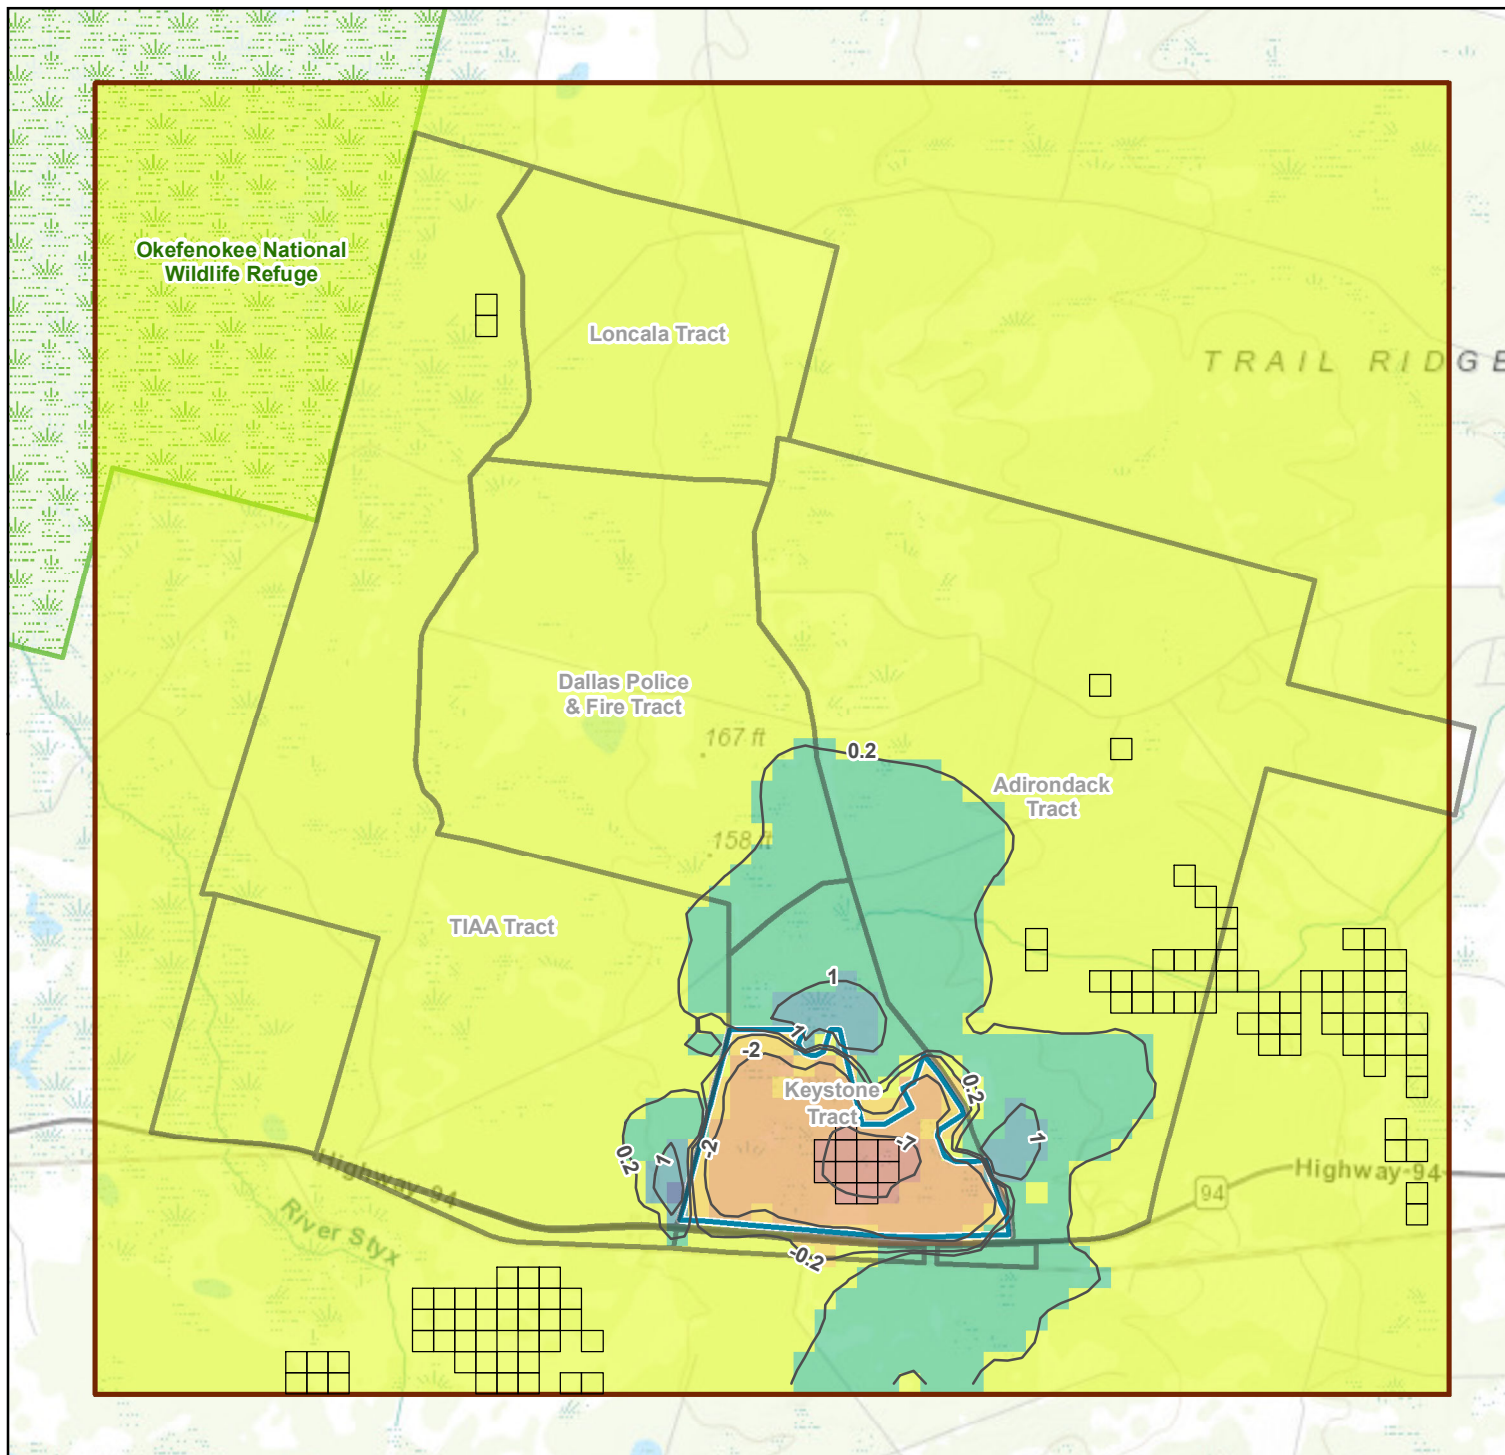 Okefenokee National
Wildlife Refuge
Loncala Tract
TRAIL RIDGE
Dallas Police
& Fire Tract
167 ft
0.2
Adirondack
Tract
158 ft
TIAA Tract
1
1
-2
Keystone
Tract
0.2
-7
1
-2
1
0.2
Highway 94
Highway 94
94
River Styx
-0.2